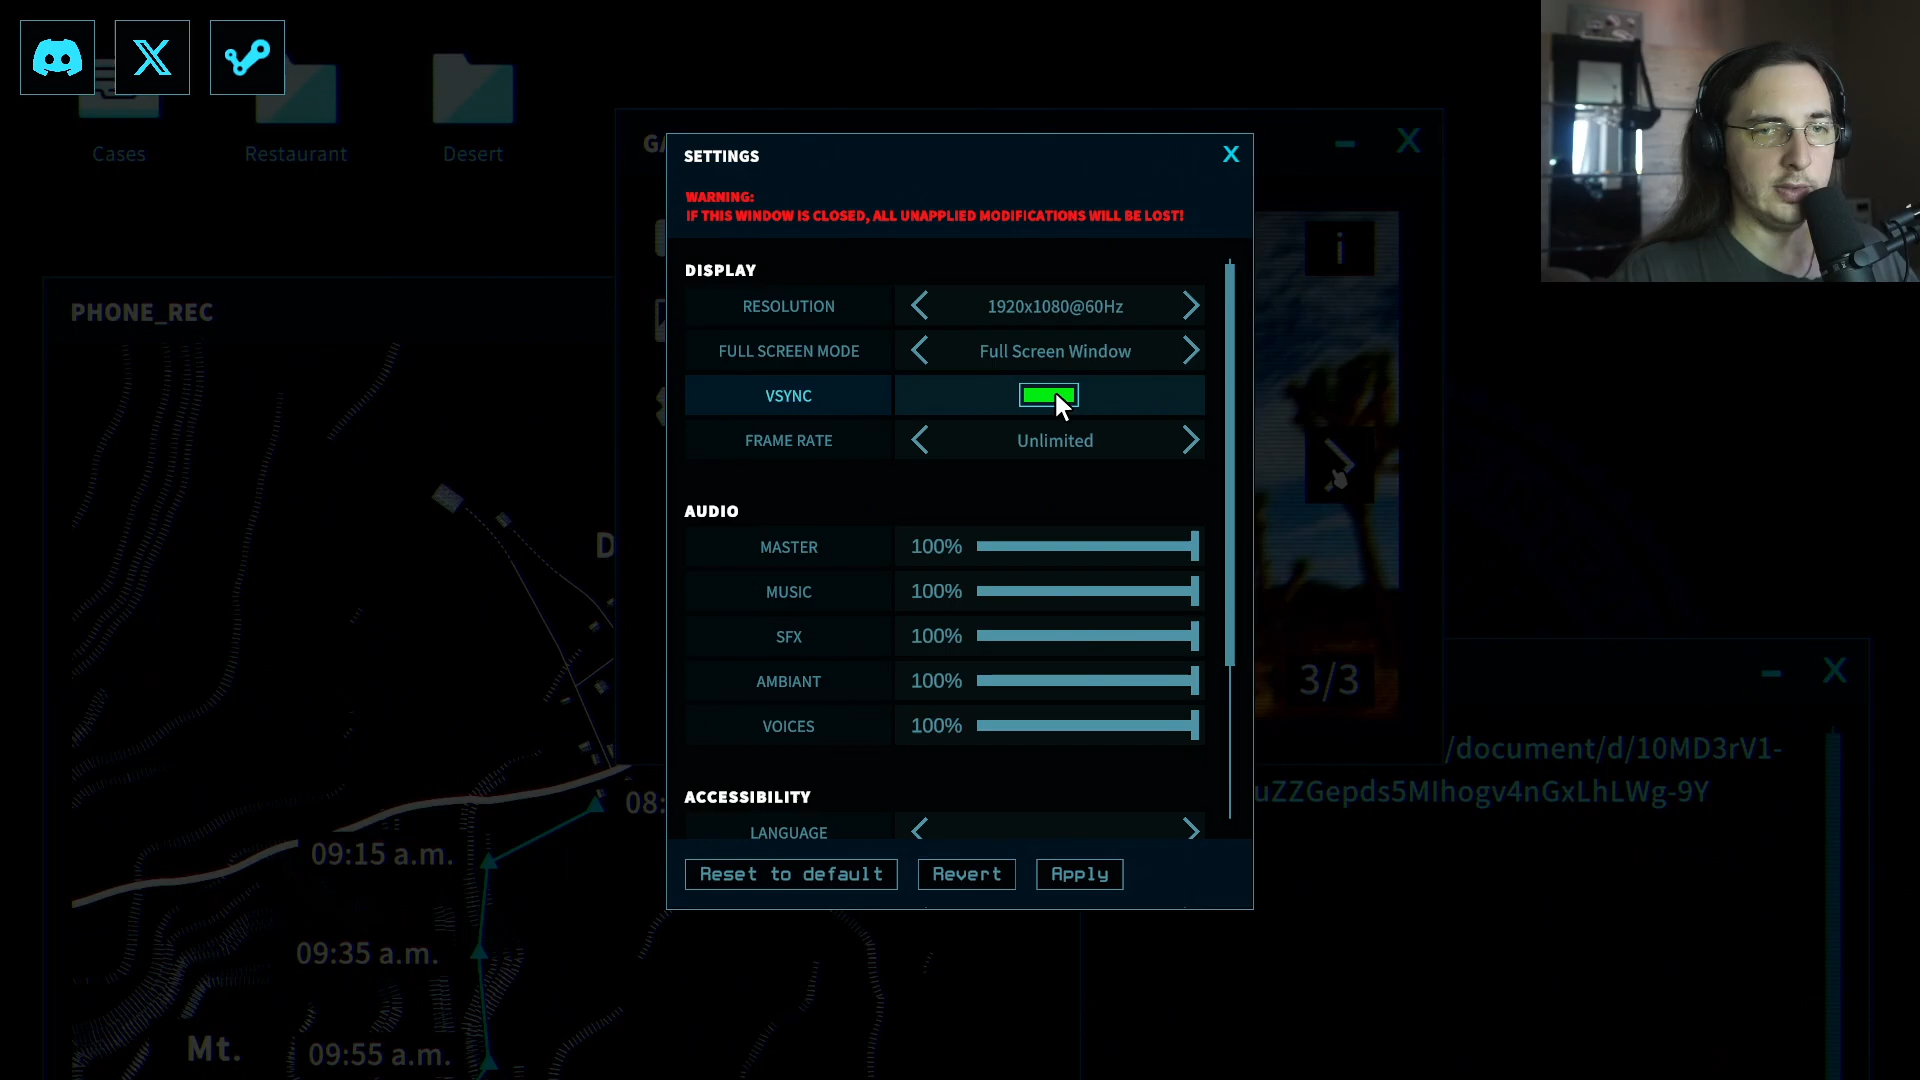 Cases
Restaurant
Desert
SETTINGS
X
WARNING:
IF THIS WINDOW IS CLOSED, ALL UNAPPLIED MODIFICATIONS WILL BE LOST!
DISPLAY
RESOLUTION
1920x1080@60Hz
FULL SCREEN MODE
Full Screen Window
VSYNC
FRAME RATE
Unlimited
AUDIO
MASTER
100%
MUSIC
100%
SFX
100%
AMBIANT
100%
VOICES
100%
ACCESSIBILITY
LANGUAGE
Reset to default
Revert
Apply
PHONE_REC
GA
X
i
3/3
X
/document/d/10MD3rV1-
uZZGepds5MIhogv4nGxLhLWg-9Y
D
08:
09:15 a.m.
09:35 a.m.
Mt.
09:55 a.m.